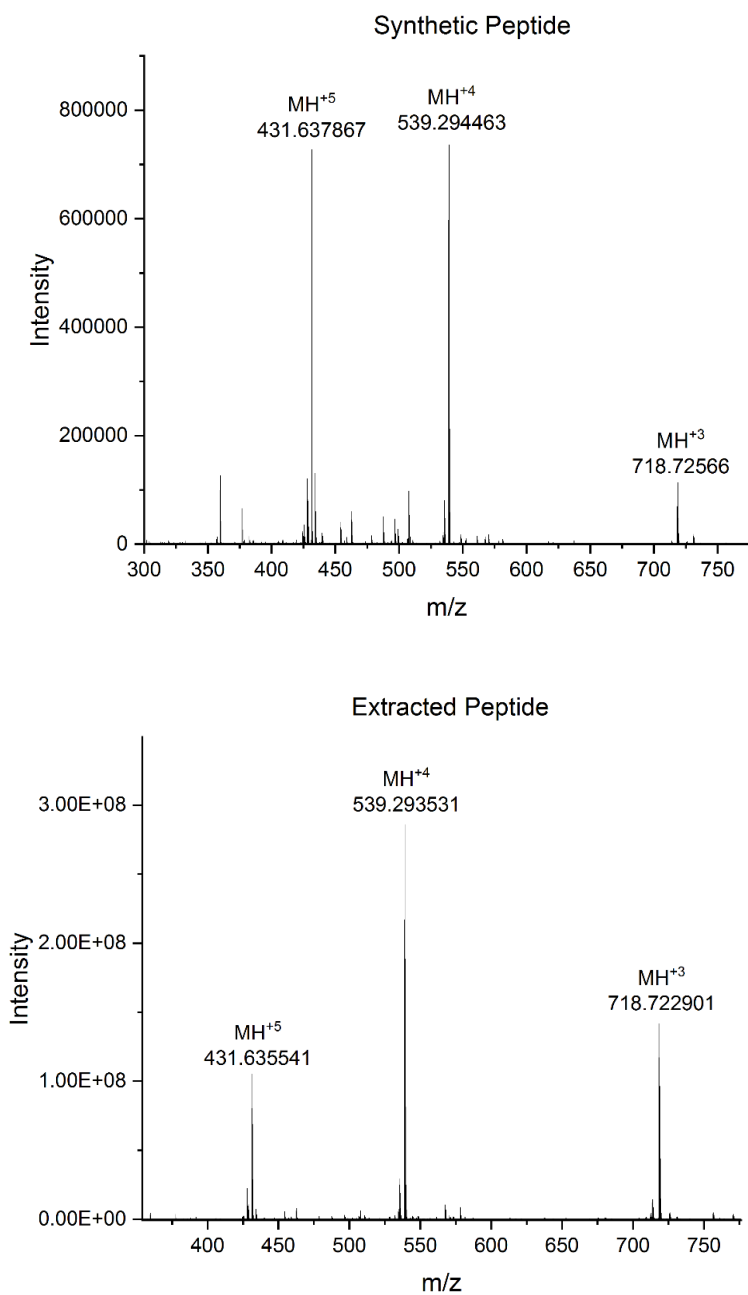 Synthetic Peptide
MH+5
431.637867
MH+4
539.294463
MH+3
718.72566
800000
600000
400000
200000
0
Intensity
300 350 400 450 500 550 600 650 700 750
m/z
Extracted Peptide
MH+4
539.293531
MH+3
718.722901
MH+5
431.635541
3.00E+08
2.00E+08
1.00E+08
0.00E+00
Intensity
400 450 500 550 600 650 700 750
m/z